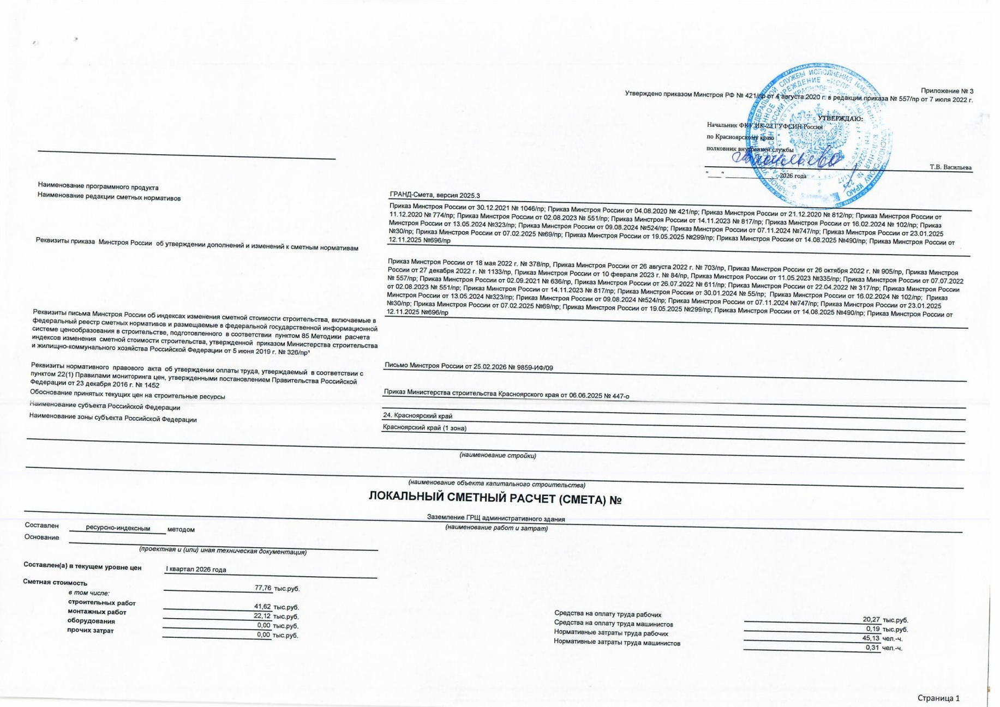 Приложение № 3
Утверждено приказом Минстроя РФ № 421/пр от 4 августа 2020 г. в редакции приказа № 557/пр от 7 июля 2022 г.
УТВЕРЖДАЮ:
Начальник ФКУ ИК-22 ГУФСИН России
по Красноярскому краю
полковник внутренней службы
Т.В. Васильева
"____" ________________ 2026 года
Наименование программного продукта
ГРАНД-Смета, версия 2025.3
Наименование редакции сметных нормативов
Приказ Минстроя России от 30.12.2021 № 1046/пр; Приказ Минстроя России от 04.08.2020 № 421/пр; Приказ Минстроя России от 21.12.2020 № 812/пр; Приказ Минстроя России от
11.12.2020 № 774/пр; Приказ Минстроя России от 02.08.2023 № 551/пр; Приказ Минстроя России от 14.11.2023 № 817/пр; Приказ Минстроя России от 16.02.2024 № 102/пр; Приказ
Минстроя России от 13.05.2024 №323/пр; Приказ Минстроя России от 09.08.2024 №524/пр; Приказ Минстроя России от 07.11.2024 №747/пр; Приказ Минстроя России от 23.01.2025
№30/пр; Приказ Минстроя России от 07.02.2025 №69/пр; Приказ Минстроя России от 19.05.2025 №299/пр; Приказ Минстроя России от 14.08.2025 №490/пр; Приказ Минстроя России от
12.11.2025 №696/пр
Реквизиты приказа Минстроя России об утверждении дополнений и изменений к сметным нормативам
Приказ Минстроя России от 18 мая 2022 г. № 378/пр, Приказ Минстроя России от 26 августа 2022 г. № 703/пр, Приказ Минстроя России от 26 октября 2022 г. № 905/пр, Приказ Минстроя
России от 27 декабря 2022 г. № 1133/пр, Приказ Минстроя России от 10 февраля 2023 г. № 84/пр, Приказ Минстроя России от 11.05.2023 №335/пр; Приказ Минстроя России от 07.07.2022
№ 557/пр; Приказ Минстроя России от 02.09.2021 № 636/пр, Приказ Минстроя России от 26.07.2022 № 611/пр; Приказ Минстроя России от 22.04.2022 № 317/пр; Приказ Минстроя России
от 02.08.2023 № 551/пр; Приказ Минстроя России от 14.11.2023 № 817/пр; Приказ Минстроя России от 30.01.2024 № 55/пр; Приказ Минстроя России от 16.02.2024 № 102/пр; Приказ
Минстроя России от 13.05.2024 №323/пр; Приказ Минстроя России от 09.08.2024 №524/пр; Приказ Минстроя России от 07.11.2024 №747/пр; Приказ Минстроя России от 23.01.2025
№30/пр; Приказ Минстроя России от 07.02.2025 №69/пр; Приказ Минстроя России от 19.05.2025 №299/пр; Приказ Минстроя России от 14.08.2025 №490/пр; Приказ Минстроя России от
12.11.2025 №696/пр
Реквизиты письма Минстроя России об индексах изменения сметной стоимости строительства, включаемые в
федеральный реестр сметных нормативов и размещаемые в федеральной государственной информационной
системе ценообразования в строительстве, подготовленного в соответствии пунктом 85 Методики расчета
индексов изменения сметной стоимости строительства, утвержденной приказом Министерства строительства
и жилищно-коммунального хозяйства Российской Федерации от 5 июня 2019 г. № 326/пр¹
Письмо Минстроя России от 25.02.2026 № 9859-ИФ/09
Реквизиты нормативного правового акта об утверждении оплаты труда, утверждаемый в соответствии с
пунктом 22(1) Правилами мониторинга цен, утвержденными постановлением Правительства Российской
Федерации от 23 декабря 2016 г. № 1452
Приказ Министерства строительства Красноярского края от 06.06.2025 № 447-о
Обоснование принятых текущих цен на строительные ресурсы
Наименование субъекта Российской Федерации
24. Красноярский край
Наименование зоны субъекта Российской Федерации
Красноярский край (1 зона)
(наименование стройки)
(наименование объекта капитального строительства)
ЛОКАЛЬНЫЙ СМЕТНЫЙ РАСЧЕТ (СМЕТА) №
Заземление ГРЩ административного здания
(наименование работ и затрат)
Составлен ресурсно-индексным методом
Основание
(проектная и (или) иная техническая документация)
Составлен(а) в текущем уровне цен I квартал 2026 года
Сметная стоимость 77,76 тыс.руб.
в том числе:
строительных работ 41,62 тыс.руб.
монтажных работ 22,12 тыс.руб.
оборудования 0,00 тыс.руб.
прочих затрат 0,00 тыс.руб.
Средства на оплату труда рабочих 20,27 тыс.руб.
Средства на оплату труда машинистов 0,19 тыс.руб.
Нормативные затраты труда рабочих 45,13 чел.-ч.
Нормативные затраты труда машинистов 0,31 чел.-ч.
Страница 1